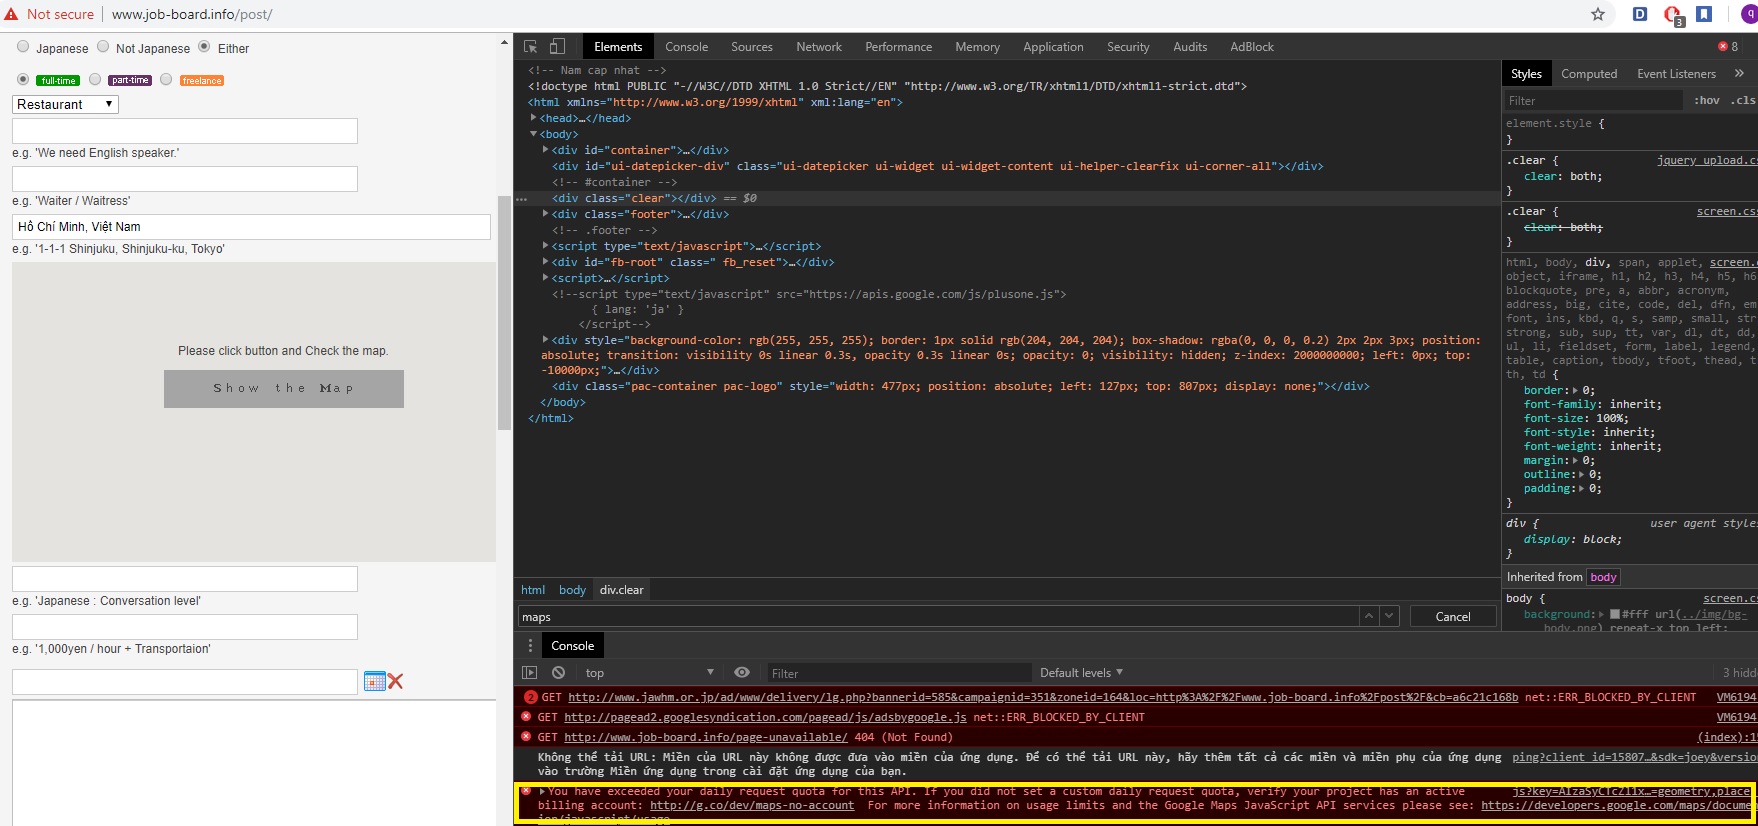 Not secure | www.job-board.info/post/
3
q
Japanese Not Japanese Either
full-time part-time freelance
Restaurant
e.g. 'We need English speaker.'
e.g. 'Waiter / Waitress'
Hồ Chí Minh, Việt Nam
e.g. '1-1-1 Shinjuku, Shinjuku-ku, Tokyo'
Please click button and Check the map.
Show the Map
e.g. 'Japanese : Conversation level'
e.g. '1,000yen / hour + Transportaion'
Elements Console Sources Network Performance Memory Application Security Audits AdBlock 8
<!-- Nam cap nhat -->
<!doctype html PUBLIC "-//W3C//DTD XHTML 1.0 Strict//EN" "http://www.w3.org/TR/xhtml1/DTD/xhtml1-strict.dtd">
<html xmlns="http://www.w3.org/1999/xhtml" xml:lang="en">
<head>…</head>
<body>
<div id="container">…</div>
<div id="ui-datepicker-div" class="ui-datepicker ui-widget ui-widget-content ui-helper-clearfix ui-corner-all"></div>
<!-- #container -->
<div class="clear"></div> == $0
<div class="footer">…</div>
<!-- .footer -->
<script type="text/javascript">…</script>
<div id="fb-root" class=" fb_reset">…</div>
<script>…</script>
<!--script type="text/javascript" src="https://apis.google.com/js/plusone.js">
{ lang: 'ja' }
</script-->
<div style="background-color: rgb(255, 255, 255); border: 1px solid rgb(204, 204, 204); box-shadow: rgba(0, 0, 0, 0.2) 2px 2px 3px; position:
absolute; transition: visibility 0s linear 0.3s, opacity 0.3s linear 0s; opacity: 0; visibility: hidden; z-index: 2000000000; left: 0px; top:
-10000px;">…</div>
<div class="pac-container pac-logo" style="width: 477px; position: absolute; left: 127px; top: 807px; display: none;"></div>
</body>
</html>
html body div.clear
maps Cancel
Styles Computed Event Listeners »
Filter :hov .cls
element.style {
}
.clear { jquery_upload.cs
clear: both;
}
.clear { screen.css
clear: both;
}
html, body, div, span, applet, screen.c
object, iframe, h1, h2, h3, h4, h5, h6
blockquote, pre, a, abbr, acronym,
address, big, cite, code, del, dfn, em
font, ins, kbd, q, s, samp, small, str
strong, sub, sup, tt, var, dl, dt, dd,
ul, li, fieldset, form, label, legend,
table, caption, tbody, tfoot, thead, t
th, td {
border: 0;
font-family: inherit;
font-size: 100%;
font-style: inherit;
font-weight: inherit;
margin: 0;
outline: 0;
padding: 0;
}
div { user agent style
display: block;
}
Inherited from body
body { screen.cs
background: #fff url(../img/bg-
body.png) repeat-x top left;
Console
top Filter Default levels 3 hidde
2 GET http://www.jawhm.or.jp/ad/www/delivery/lg.php?bannerid=585&campaignid=351&zoneid=164&loc=http%3A%2F%2Fwww.job-board.info%2Fpost%2F&cb=a6c21c168b net::ERR_BLOCKED_BY_CLIENT VM6194
GET http://pagead2.googlesyndication.com/pagead/js/adsbygoogle.js net::ERR_BLOCKED_BY_CLIENT VM6194
GET http://www.job-board.info/page-unavailable/ 404 (Not Found) (index):1
Không thể tải URL: Miền của URL này không được đưa vào miền của ứng dụng. Để có thể tải URL này, hãy thêm tất cả các miền và miền phụ của ứng dụng ping?client_id=15807…&sdk=joey&version
vào trường Miền ứng dụng trong cài đặt ứng dụng của bạn.
You have exceeded your daily request quota for this API. If you did not set a custom daily request quota, verify your project has an active js?key=AIzaSyCTcZl1x…=geometry,place
billing account: http://g.co/dev/maps-no-account For more information on usage limits and the Google Maps JavaScript API services please see: https://developers.google.com/maps/docume
ion/javascript/usage